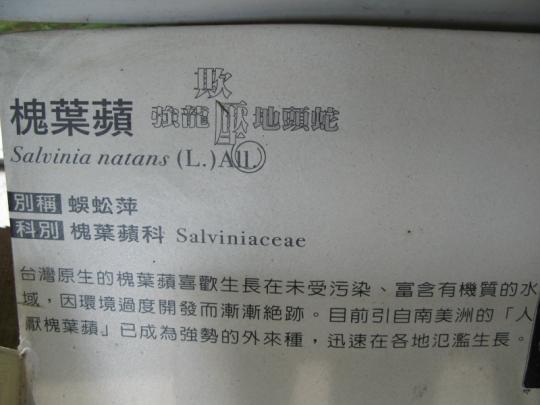 欺
槐葉蘋 強龍壓地頭蛇
Salvinia natans (L.)All.
別稱 蜈蚣萍
科別 槐葉蘋科 Salviniaceae
台灣原生的槐葉蘋喜歡生長在未受污染、富含有機質的水
域，因環境過度開發而漸漸絕跡。目前引自南美洲的「人
厭槐葉蘋」已成為強勢的外來種，迅速在各地氾濫生長。